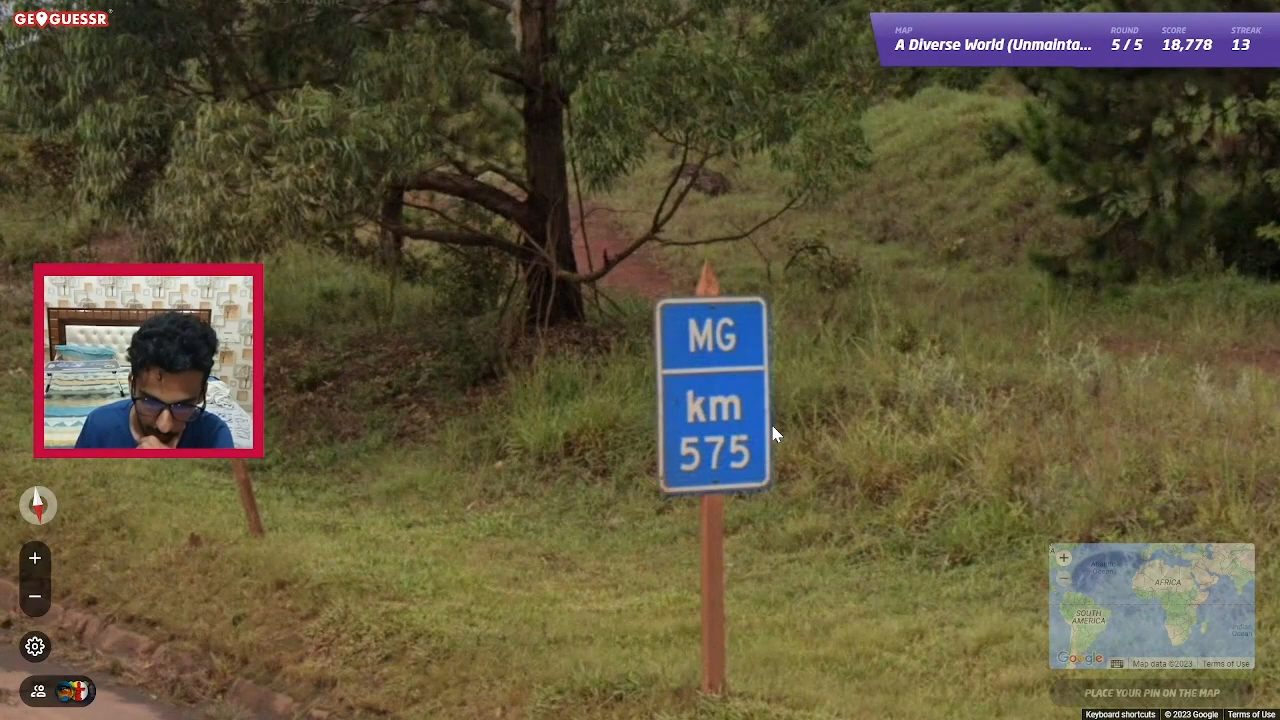 GEOGUESSR
MAP
A Diverse World (Unmainta...
ROUND
5 / 5
SCORE
18,778
STREAK
13
MG
km
575
AFRICA
SOUTH
AMERICA
Indian
Ocean
Google
Map data ©2023
Terms of Use
PLACE YOUR PIN ON THE MAP
Keyboard shortcuts
© 2023 Google
Terms of Use